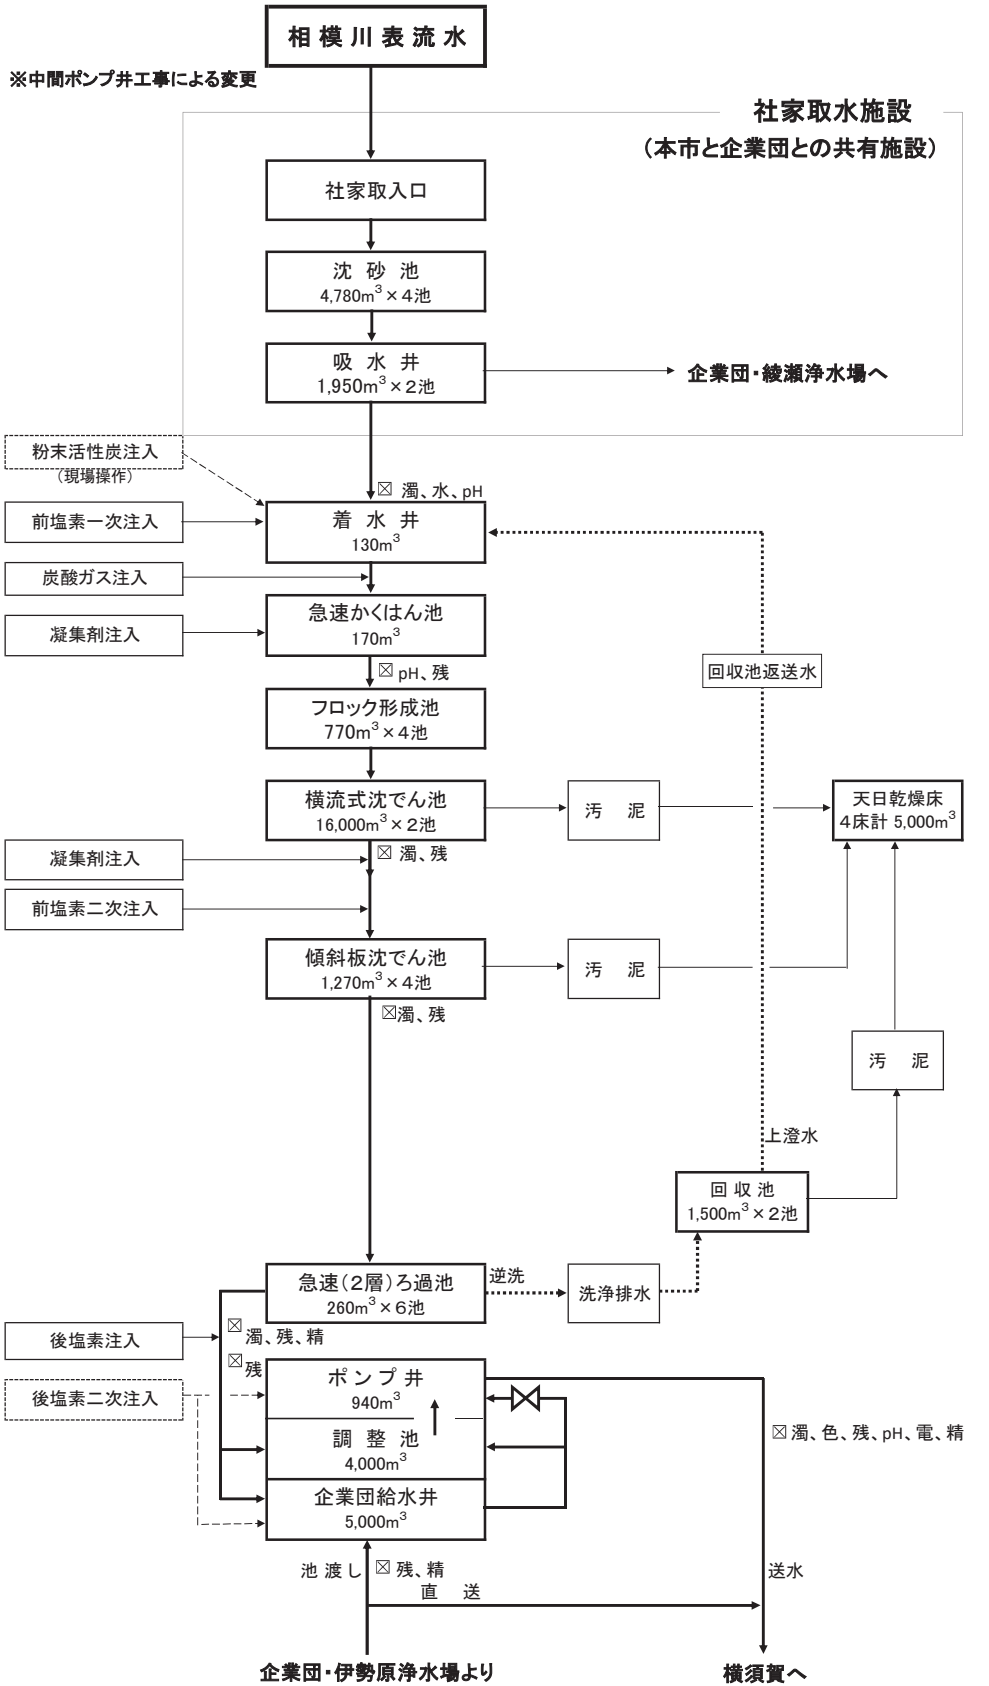 相模川表流水
※中間ポンプ井工事による変更
社家取水施設
（本市と企業団との共有施設）
社家取入口
沈　砂　池
4,780m³×４池
吸　水　井
1,950m³×２池
企業団・綾瀬浄水場へ
粉末活性炭注入
（現場操作）
☒ 濁、水、pH
前塩素一次注入
着　水　井
130m³
炭酸ガス注入
急速かくはん池
170m³
凝集剤注入
☒ pH、残
回収池返送水
フロック形成池
770m³×４池
横流式沈でん池
16,000m³×２池
汚　泥
天日乾燥床
４床計 5,000m³
凝集剤注入
☒ 濁、残
前塩素二次注入
傾斜板沈でん池
1,270m³×４池
汚　泥
☒濁、残
汚　泥
上澄水
回収池
1,500m³×２池
急速（２層）ろ過池
260m³×６池
逆洗
洗浄排水
後塩素注入
☒濁、残、精
☒残
後塩素二次注入
ポンプ井
940m³
☒ 濁、色、残、pH、電、精
調　整　池
4,000m³
企業団給水井
5,000m³
池渡し
☒ 残、精
直　送
送水
企業団・伊勢原浄水場より
横須賀へ